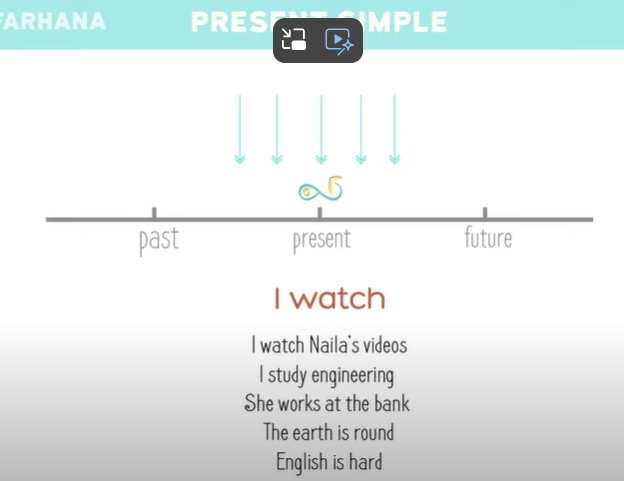 FARHANA
PRESENT SIMPLE
past present future
I watch
I watch Naila's videos
I study engineering
She works at the bank
The earth is round
English is hard